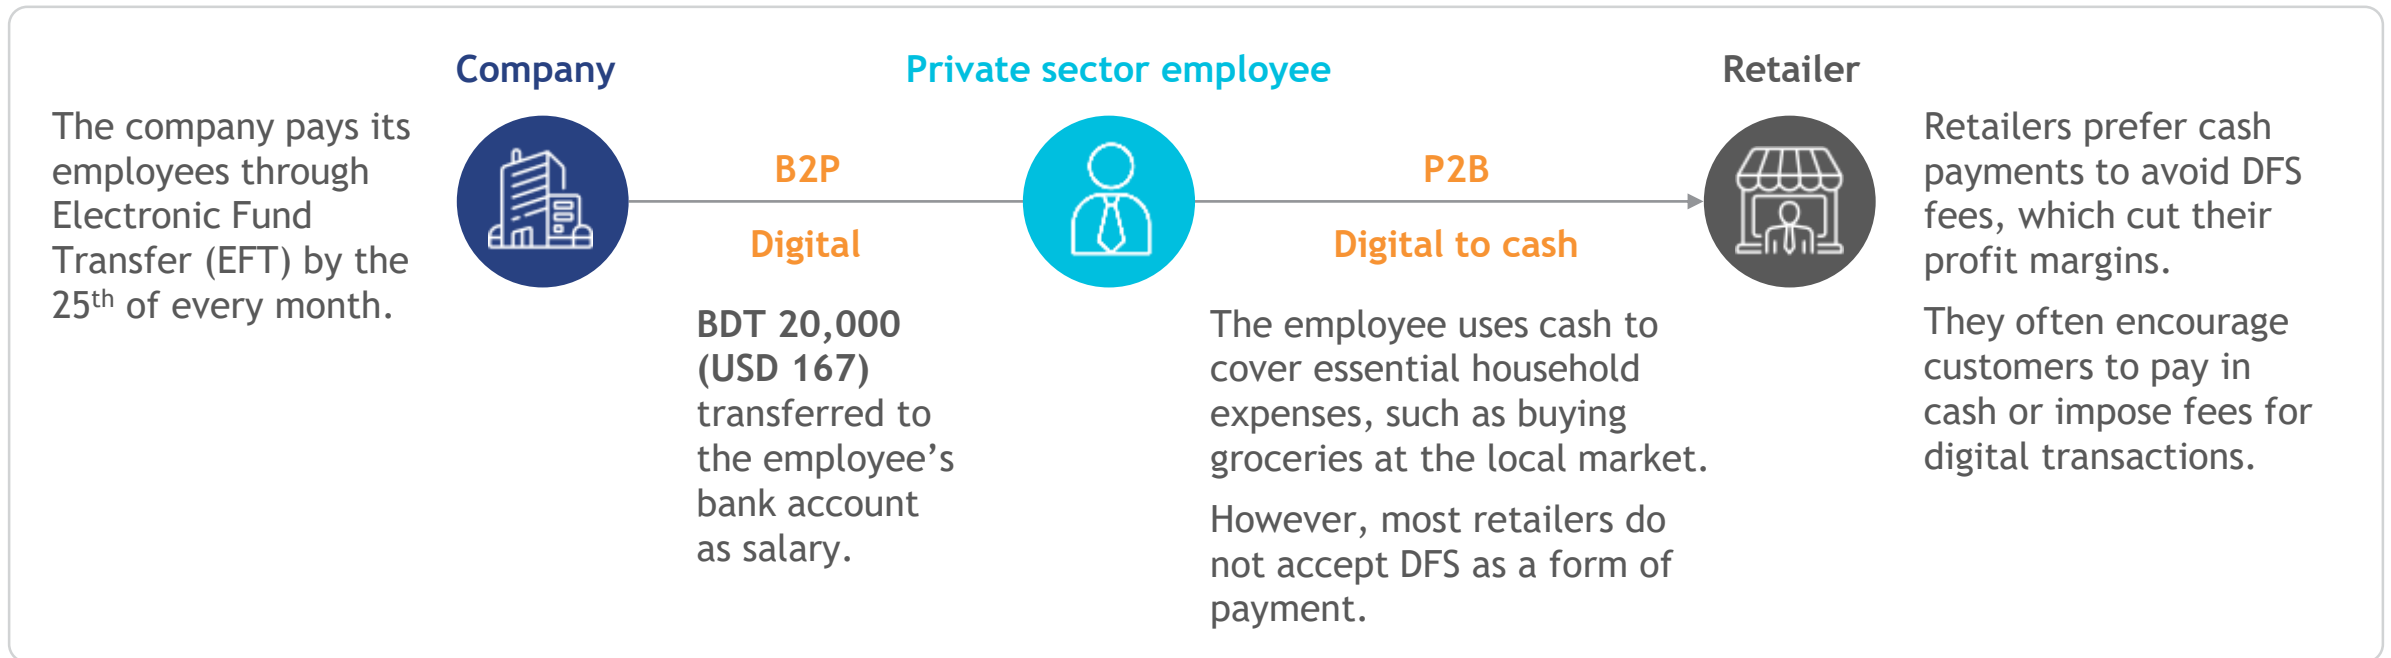 Company
Private sector employee
Retailer
The company pays its
employees through
Electronic Fund
Transfer (EFT) by the
25th of every month.
B2P
Digital
BDT 20,000
(USD 167)
transferred to
the employee’s
bank account
as salary.
P2B
Digital to cash
The employee uses cash to
cover essential household
expenses, such as buying
groceries at the local market.
However, most retailers do
not accept DFS as a form of
payment.
Retailers prefer cash
payments to avoid DFS
fees, which cut their
profit margins.
They often encourage
customers to pay in
cash or impose fees for
digital transactions.